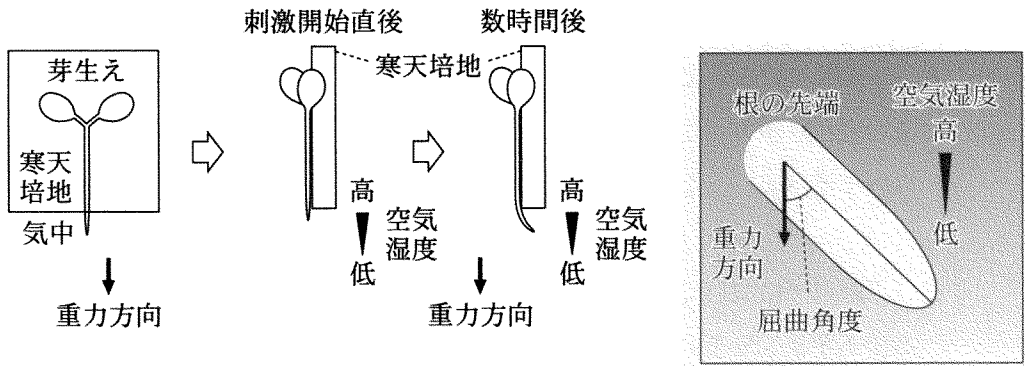 刺激開始直後
数時間後
芽生え
寒天培地
寒天
培地
気中
高
空気
湿度
低
高
空気
湿度
低
重力方向
重力方向
根の先端
空気湿度
高
低
重力
方向
屈曲角度